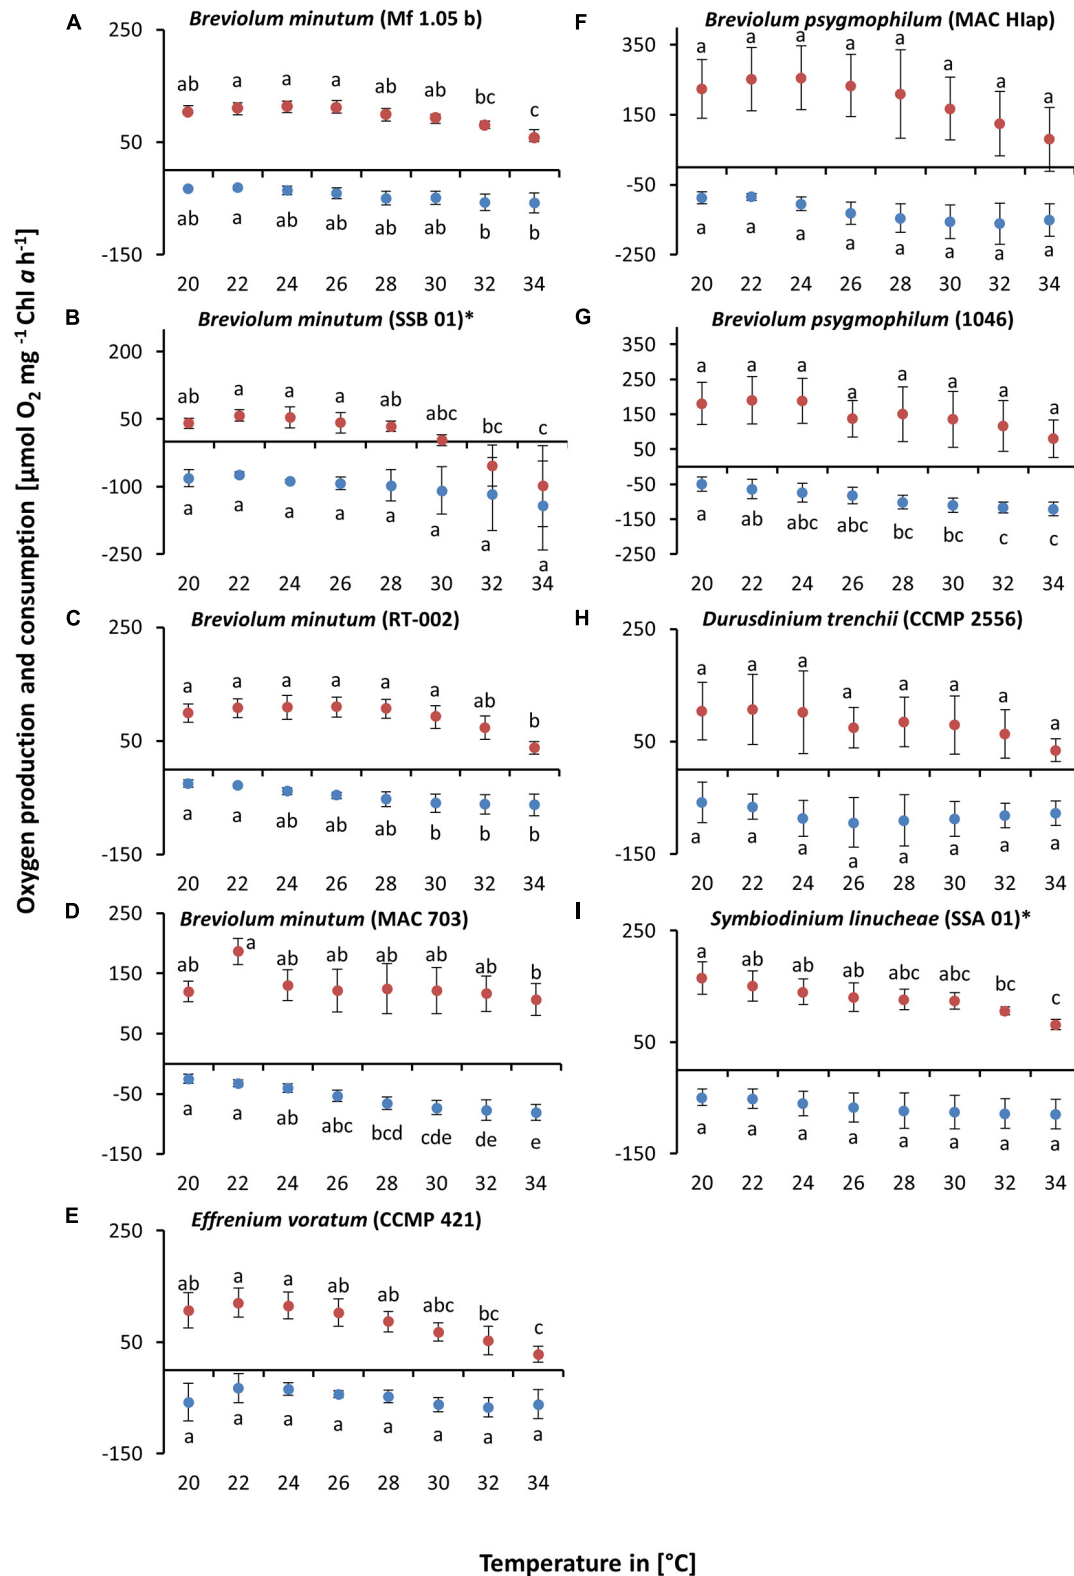 Oxygen production and consumption [µmol O2 mg -1 Chl a h-1]
A
Breviolum minutum (Mf 1.05 b)
250
50
-150
ab a a a ab ab bc c
ab a ab ab ab ab b b
20 22 24 26 28 30 32 34
B
Breviolum minutum (SSB 01)*
200
50
-100
-250
ab a a a ab abc bc c
a a a a a a a a
20 22 24 26 28 30 32 34
C
Breviolum minutum (RT-002)
250
50
-150
a a a a a a ab b
a a ab ab ab b b b
20 22 24 26 28 30 32 34
D
Breviolum minutum (MAC 703)
250
150
50
-50
-150
ab a ab ab ab ab ab b
a a ab abc bcd cde de e
20 22 24 26 28 30 32 34
E
Effrenium voratum (CCMP 421)
250
50
-150
ab a a ab ab abc bc c
a a a a a a a a
20 22 24 26 28 30 32 34
F
Breviolum psygmophilum (MAC HIap)
350
150
-50
-250
a a a a a a a a
a a a a a a a a
20 22 24 26 28 30 32 34
G
Breviolum psygmophilum (1046)
350
250
150
50
-50
-150
-250
a a a a a a a a
a ab abc abc bc bc c c
20 22 24 26 28 30 32 34
H
Durusdinium trenchii (CCMP 2556)
250
50
-150
a a a a a a a a
a a a a a a a a
20 22 24 26 28 30 32 34
I
Symbiodinium linucheae (SSA 01)*
250
50
-150
a ab ab ab abc abc bc c
a a a a a a a a
20 22 24 26 28 30 32 34
Temperature in [°C]